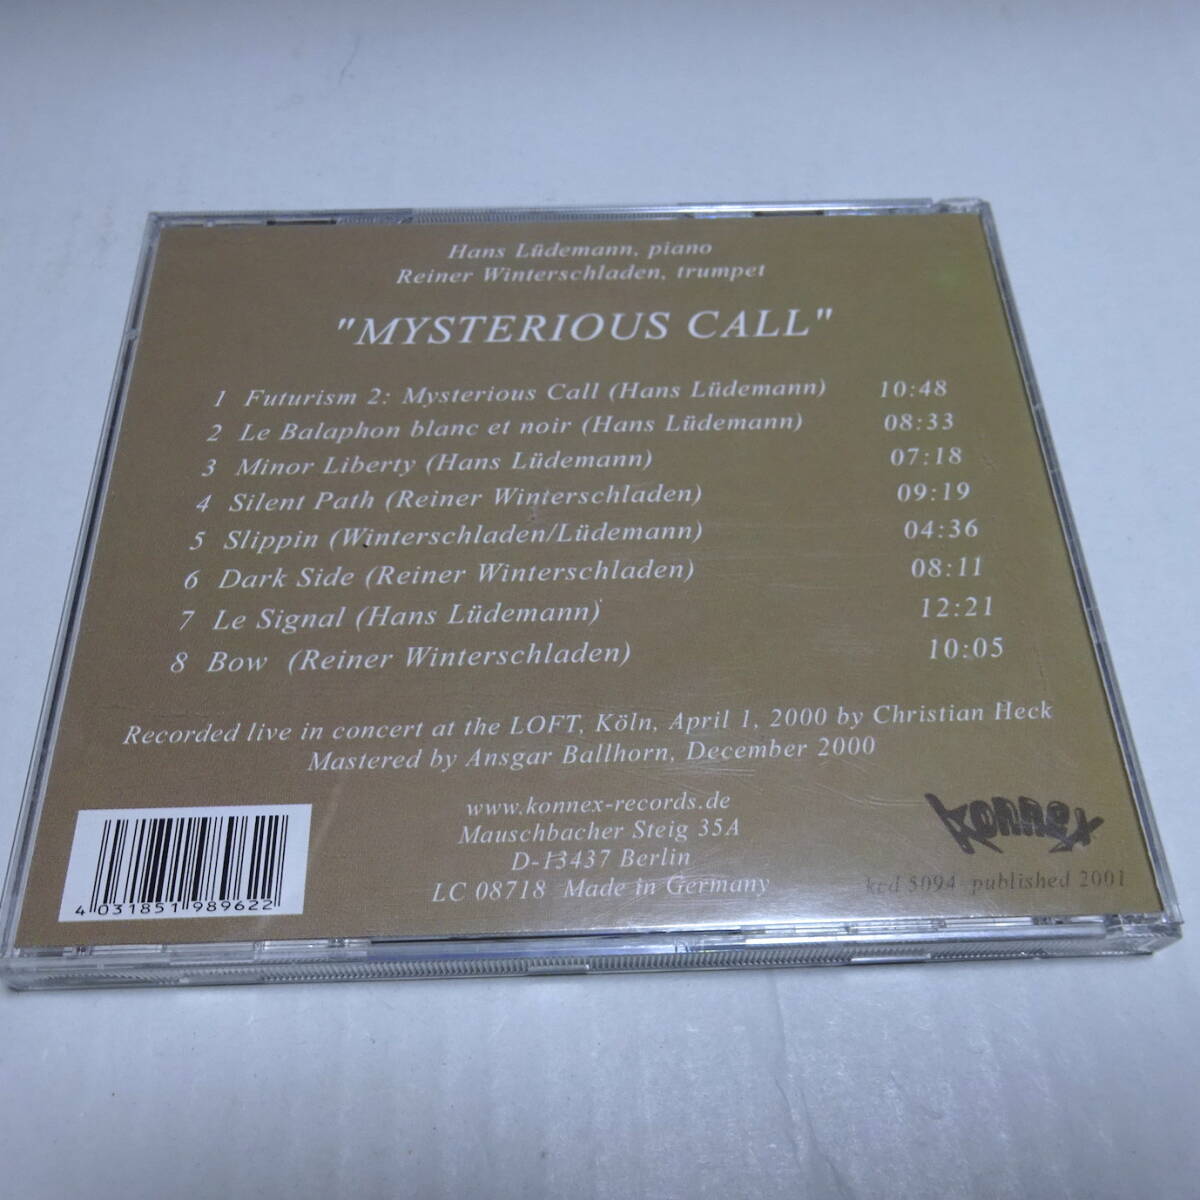 Hans Lüdemann, piano
Reiner Winterschladen, trumpet
"MYSTERIOUS CALL"
1 Futurism 2: Mysterious Call (Hans Lüdemann) 10:48
2 Le Balaphon blanc et noir (Hans Lüdemann) 08:33
3 Minor Liberty (Hans Lüdemann) 07:18
4 Silent Path (Reiner Winterschladen) 09:19
5 Slippin (Winterschladen/Lüdemann) 04:36
6 Dark Side (Reiner Winterschladen) 08:11
7 Le Signal (Hans Lüdemann) 12:21
8 Bow (Reiner Winterschladen) 10:05
Recorded live in concert at the LOFT, Köln, April 1, 2000 by Christian Heck
Mastered by Ansgar Ballhorn, December 2000
www.konnex-records.de
Mauschbacher Steig 35A
D-13437 Berlin
LC 08718 Made in Germany
konnex
kcd 5094 published 2001
4 031851 989622